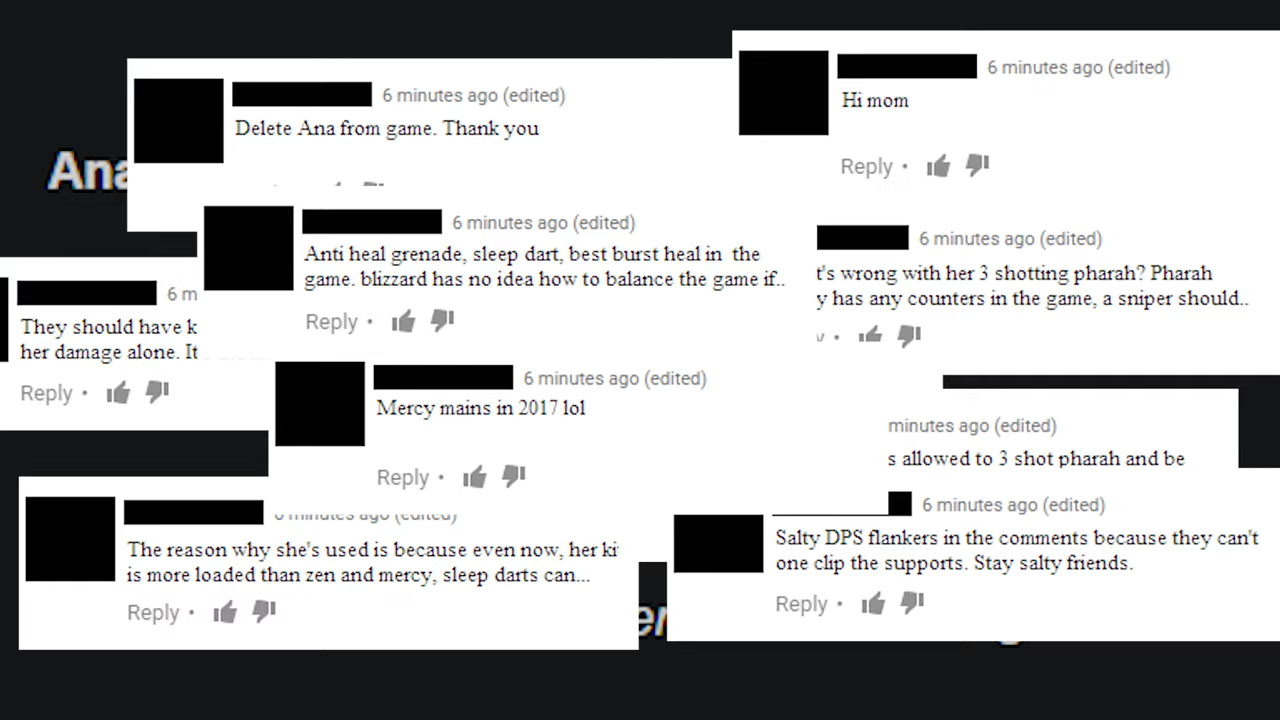 6 minutes ago (edited)
Hi mom
Reply •
6 minutes ago (edited)
Delete Ana from game. Thank you
Ana
6 minutes ago (edited)
Anti heal grenade, sleep dart, best burst heal in the
game. blizzard has no idea how to balance the game if..
Reply •
6 minutes ago (edited)
t's wrong with her 3 shotting pharah? Pharah
y has any counters in the game, a sniper should..
6 m
They should have k
her damage alone. It
Reply •
6 minutes ago (edited)
Mercy mains in 2017 lol
Reply •
minutes ago (edited)
s allowed to 3 shot pharah and be
6 minutes ago (edited)
Salty DPS flankers in the comments because they can't
one clip the supports. Stay salty friends.
Reply •
6 minutes ago (edited)
The reason why she's used is because even now, her ki
is more loaded than zen and mercy, sleep darts can...
Reply •
er